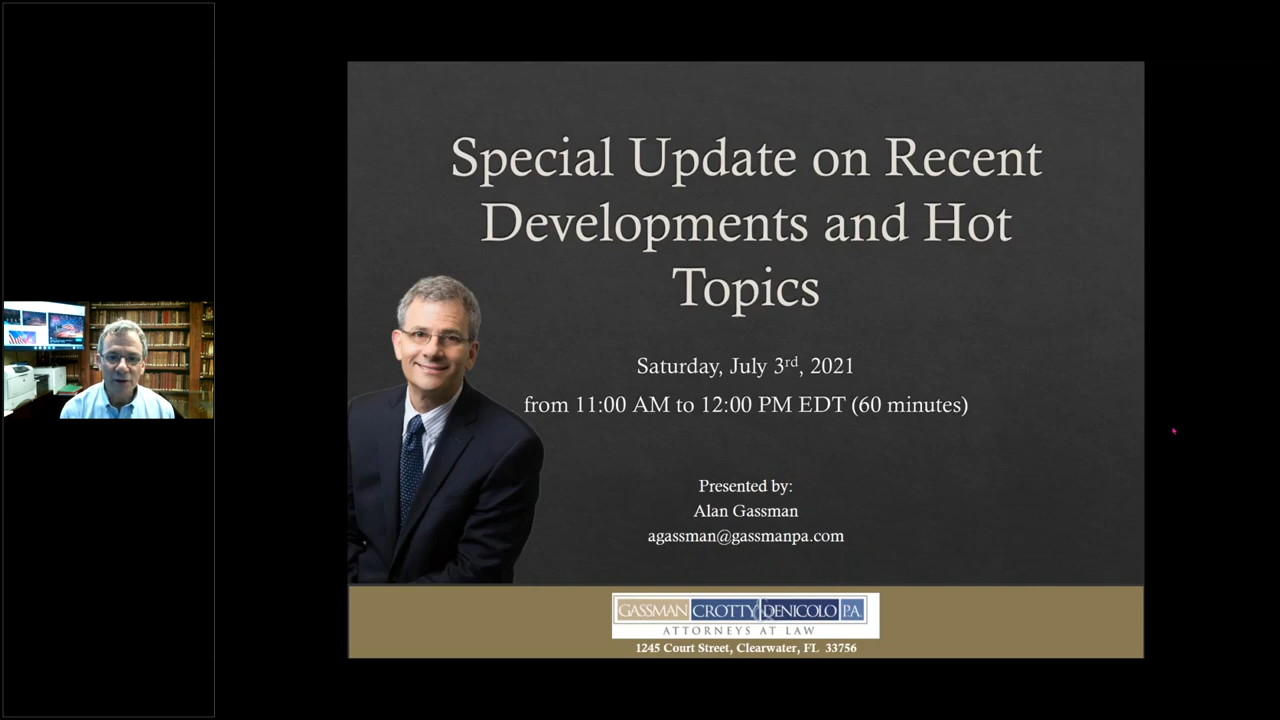 Special Update on Recent
Developments and Hot
Topics
Saturday, July 3rd, 2021
from 11:00 AM to 12:00 PM EDT (60 minutes)
Presented by:
Alan Gassman
agassman@gassmanpa.com
GASSMAN CROTTY & DENICOLO P.A.
ATTORNEYS AT LAW
1245 Court Street, Clearwater, FL 33756